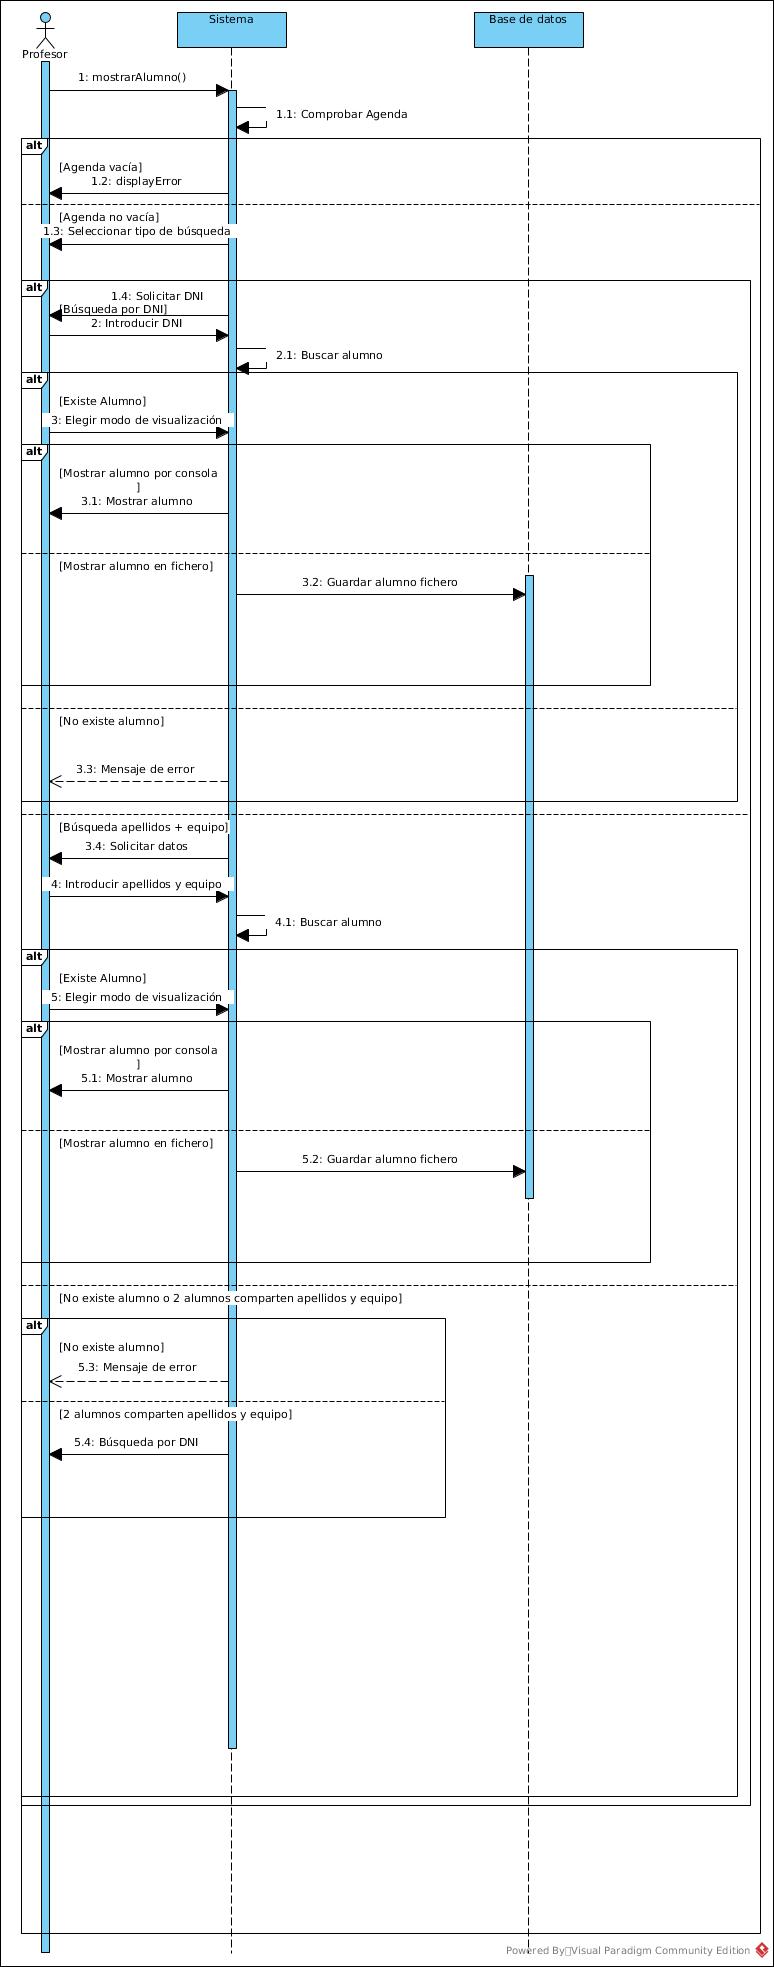 Sistema
Base de datos
Profesor
1: mostrarAlumno()
1.1: Comprobar Agenda
alt
[Agenda vacía]
1.2: displayError
[Agenda no vacía]
1.3: Seleccionar tipo de búsqueda
alt
1.4: Solicitar DNI
[Búsqueda por DNI]
2: Introducir DNI
2.1: Buscar alumno
alt
[Existe Alumno]
3: Elegir modo de visualización
alt
[Mostrar alumno por consola
]
3.1: Mostrar alumno
[Mostrar alumno en fichero]
3.2: Guardar alumno fichero
[No existe alumno]
3.3: Mensaje de error
[Búsqueda apellidos + equipo]
3.4: Solicitar datos
4: Introducir apellidos y equipo
4.1: Buscar alumno
alt
[Existe Alumno]
5: Elegir modo de visualización
alt
[Mostrar alumno por consola
]
5.1: Mostrar alumno
[Mostrar alumno en fichero]
5.2: Guardar alumno fichero
[No existe alumno o 2 alumnos comparten apellidos y equipo]
alt
[No existe alumno]
5.3: Mensaje de error
[2 alumnos comparten apellidos y equipo]
5.4: Búsqueda por DNI
Powered By Visual Paradigm Community Edition